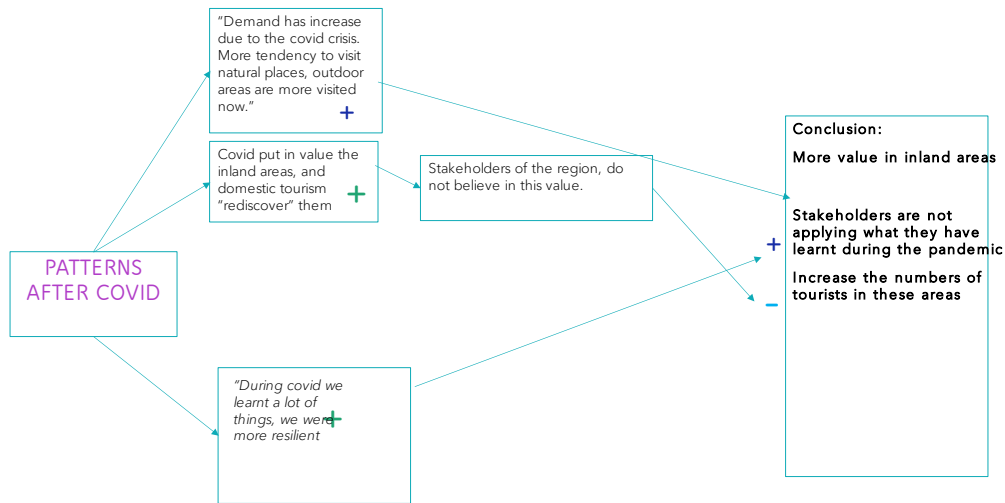 “Demand has increase
due to the covid crisis.
More tendency to visit
natural places, outdoor
areas are more visited
now.”
+
Covid put in value the
inland areas, and
domestic tourism
“rediscover” them
+
Stakeholders of the region, do
not believe in this value.
PATTERNS
AFTER COVID
“During covid we
learnt a lot of
things, we were
more resilient
+
Conclusion:
More value in inland areas
Stakeholders are not
applying what they have
learnt during the pandemic
Increase the numbers of
tourists in these areas
+
−